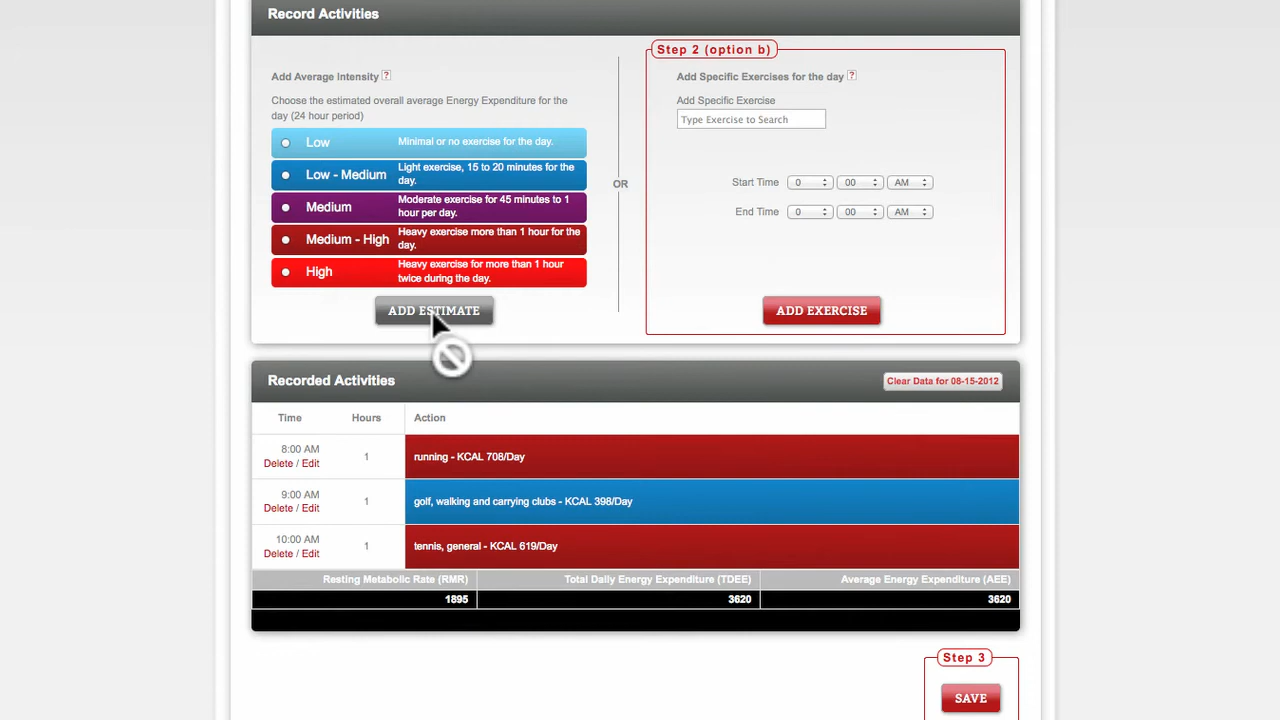 Record Activities
Step 2 (option b)
Add Average Intensity ?
Choose the estimated overall average Energy Expenditure for the
day (24 hour period)
Low Minimal or no exercise for the day.
Low - Medium Light exercise, 15 to 20 minutes for the
day.
Medium Moderate exercise for 45 minutes to 1
hour per day.
Medium - High Heavy exercise more than 1 hour for the
day.
High Heavy exercise for more than 1 hour
twice during the day.
ADD ESTIMATE
OR
Add Specific Exercises for the day ?
Add Specific Exercise
Type Exercise to Search
Start Time 0 00 AM
End Time 0 00 AM
ADD EXERCISE
Recorded Activities
Clear Data for 08-15-2012
Time Hours Action
8:00 AM
Delete / Edit
1
running - KCAL 708/Day
9:00 AM
Delete / Edit
1
golf, walking and carrying clubs - KCAL 398/Day
10:00 AM
Delete / Edit
1
tennis, general - KCAL 619/Day
Resting Metabolic Rate (RMR) Total Daily Energy Expenditure (TDEE) Average Energy Expenditure (AEE)
1895 3620 3620
Step 3
SAVE